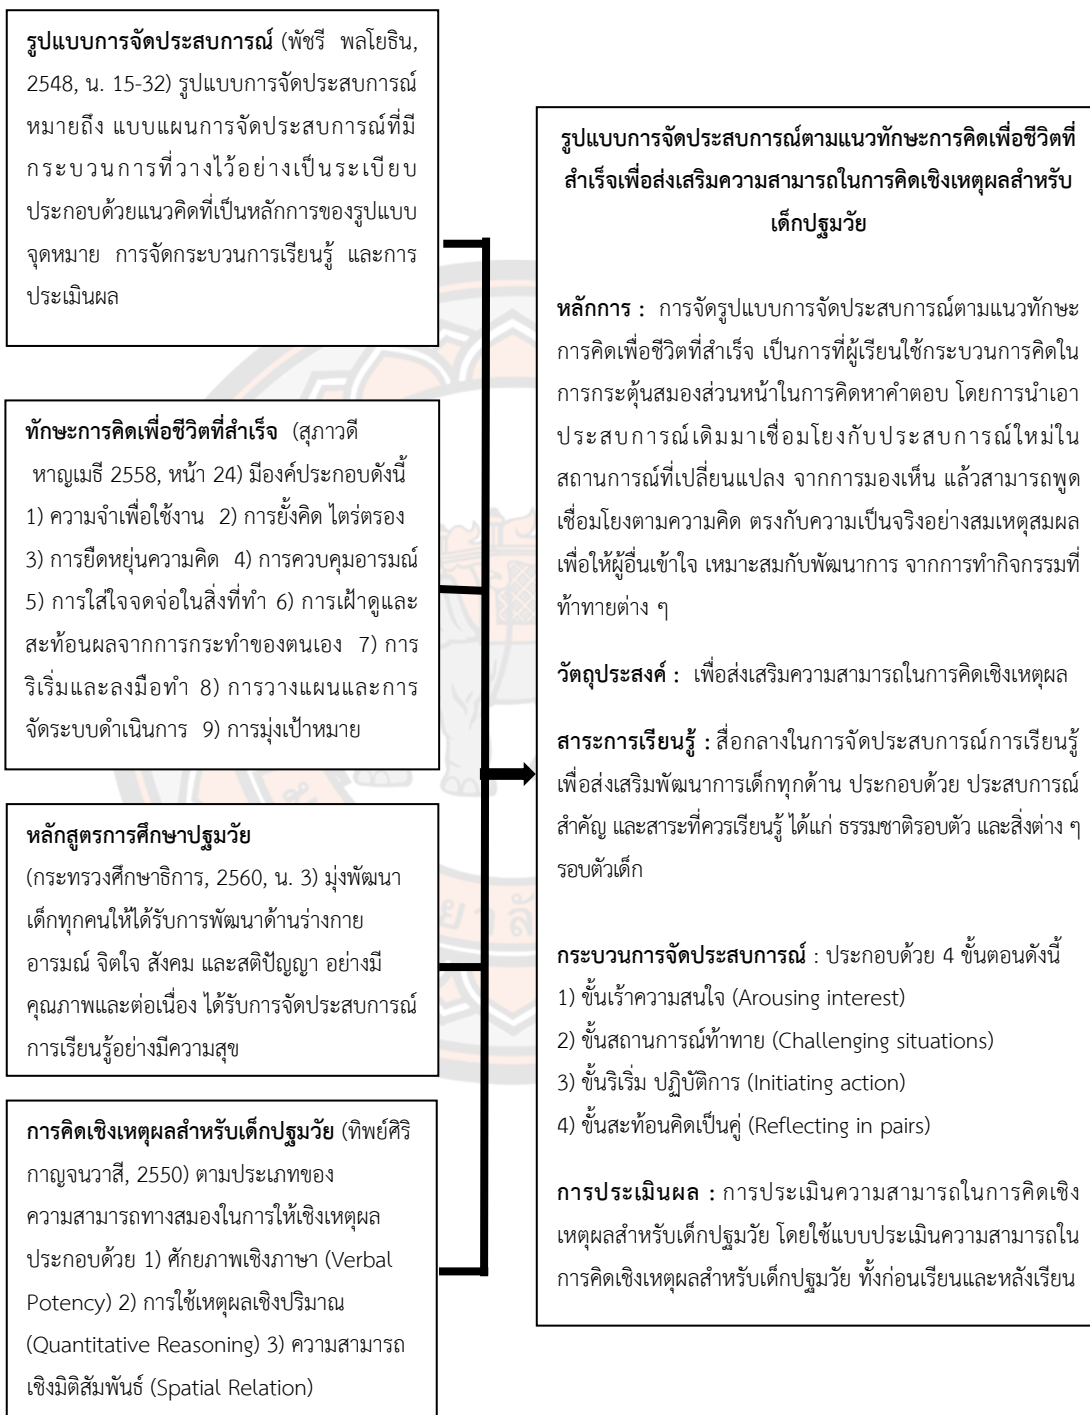 รูปแบบการจัดประสบการณ์ (พัชรี พลโยธิน,
2548, น. 15-32) รูปแบบการจัดประสบการณ์
หมายถึง แบบแผนการจัดประสบการณ์ที่มี
กระบวนการที่วางไว้อย่างเป็นระเบียบ
ประกอบด้วยแนวคิดที่เป็นหลักการของรูปแบบ
จุดหมาย การจัดกระบวนการเรียนรู้ และการ
ประเมินผล
ทักษะการคิดเพื่อชีวิตที่สำเร็จ (สุภาวดี
หาญเมธี 2558, หน้า 24) มีองค์ประกอบดังนี้
1) ความจำเพื่อใช้งาน 2) การยั้งคิด ไตร่ตรอง
3) การยืดหยุ่นความคิด 4) การควบคุมอารมณ์
5) การใส่ใจจดจ่อในสิ่งที่ทำ 6) การเฝ้าดูและ
สะท้อนผลจากการกระทำของตนเอง 7) การ
ริเริ่มและลงมือทำ 8) การวางแผนและการ
จัดระบบดำเนินการ 9) การมุ่งเป้าหมาย
หลักสูตรการศึกษาปฐมวัย
(กระทรวงศึกษาธิการ, 2560, น. 3) มุ่งพัฒนา
เด็กทุกคนให้ได้รับการพัฒนาด้านร่างกาย
อารมณ์ จิตใจ สังคม และสติปัญญา อย่างมี
คุณภาพและต่อเนื่อง ได้รับการจัดประสบการณ์
การเรียนรู้อย่างมีความสุข
การคิดเชิงเหตุผลสำหรับเด็กปฐมวัย (ทิพย์ศิริ
กาญจนวาสี, 2550) ตามประเภทของ
ความสามารถทางสมองในการให้เชิงเหตุผล
ประกอบด้วย 1) ศักยภาพเชิงภาษา (Verbal
Potency) 2) การใช้เหตุผลเชิงปริมาณ
(Quantitative Reasoning) 3) ความสามารถ
เชิงมิติสัมพันธ์ (Spatial Relation)
รูปแบบการจัดประสบการณ์ตามแนวทักษะการคิดเพื่อชีวิตที่
สำเร็จเพื่อส่งเสริมความสามารถในการคิดเชิงเหตุผลสำหรับ
เด็กปฐมวัย
หลักการ : การจัดรูปแบบการจัดประสบการณ์ตามแนวทักษะ
การคิดเพื่อชีวิตที่สำเร็จ เป็นการที่ผู้เรียนใช้กระบวนการคิดใน
การกระตุ้นสมองส่วนหน้าในการคิดหาคำตอบ โดยการนำเอา
ประสบการณ์เดิมมาเชื่อมโยงกับประสบการณ์ใหม่ใน
สถานการณ์ที่เปลี่ยนแปลง จากการมองเห็น แล้วสามารถพูด
เชื่อมโยงตามความคิด ตรงกับความเป็นจริงอย่างสมเหตุสมผล
เพื่อให้ผู้อื่นเข้าใจ เหมาะสมกับพัฒนาการ จากการทำกิจกรรมที่
ท้าทายต่าง ๆ
วัตถุประสงค์ : เพื่อส่งเสริมความสามารถในการคิดเชิงเหตุผล
สาระการเรียนรู้ : สื่อกลางในการจัดประสบการณ์การเรียนรู้
เพื่อส่งเสริมพัฒนาการเด็กทุกด้าน ประกอบด้วย ประสบการณ์
สำคัญ และสาระที่ควรเรียนรู้ ได้แก่ ธรรมชาติรอบตัว และสิ่งต่าง ๆ
รอบตัวเด็ก
กระบวนการจัดประสบการณ์ : ประกอบด้วย 4 ขั้นตอนดังนี้
1) ขั้นเร้าความสนใจ (Arousing interest)
2) ขั้นสถานการณ์ท้าทาย (Challenging situations)
3) ขั้นริเริ่ม ปฏิบัติการ (Initiating action)
4) ขั้นสะท้อนคิดเป็นคู่ (Reflecting in pairs)
การประเมินผล : การประเมินความสามารถในการคิดเชิง
เหตุผลสำหรับเด็กปฐมวัย โดยใช้แบบประเมินความสามารถใน
การคิดเชิงเหตุผลสำหรับเด็กปฐมวัย ทั้งก่อนเรียนและหลังเรียน